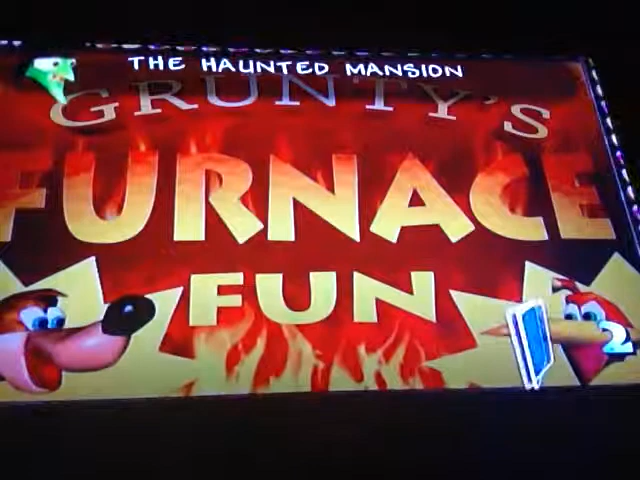 THE HAUNTED MANSION
GRUNTY'S
FURNACE
FUN
2